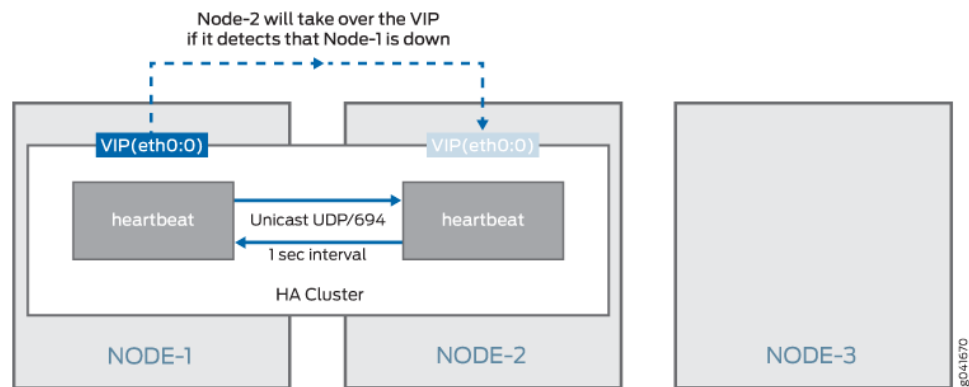 Node-2 will take over the VIP
if it detects that Node-1 is down
VIP(eth0:0)
VIP(eth0:0)
heartbeat
Unicast UDP/694
heartbeat
1 sec interval
HA Cluster
NODE-1
NODE-2
NODE-3
g041670